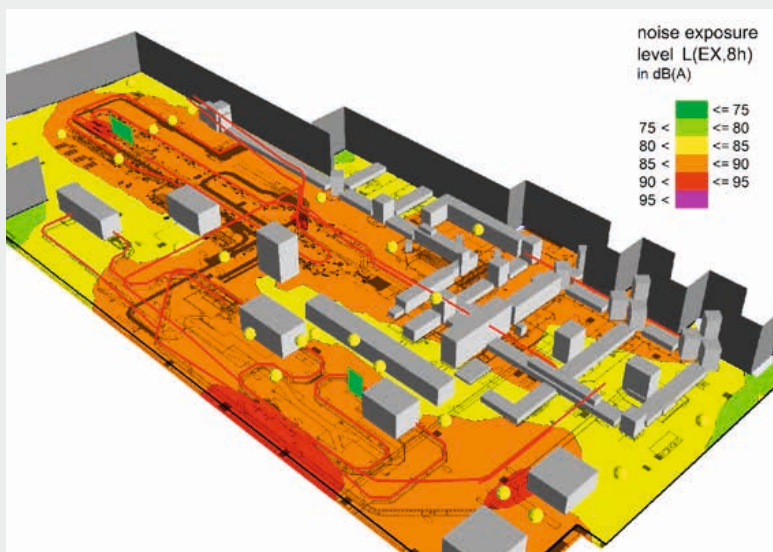 noise exposure
level L(EX,8h)
in dB(A)
<= 75
75 < <= 80
80 < <= 85
85 < <= 90
90 < <= 95
95 <